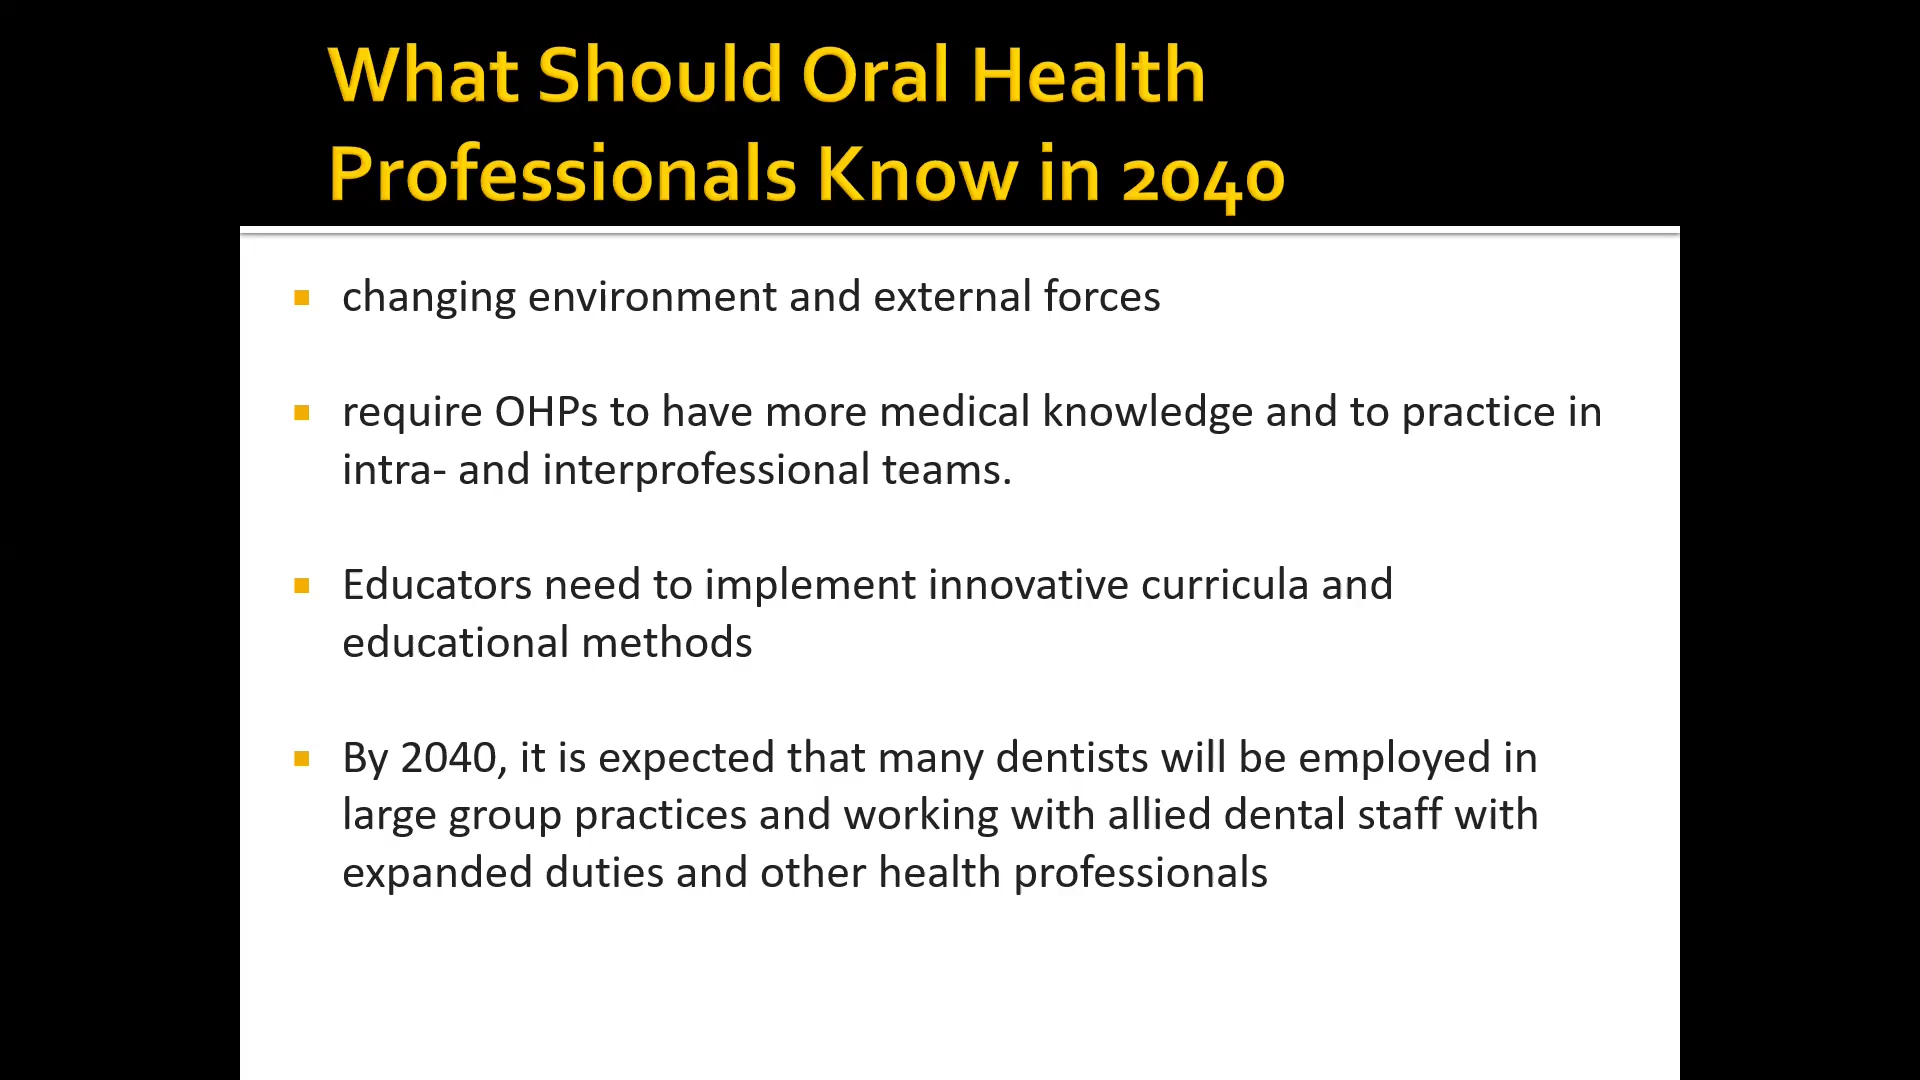 What Should Oral Health
Professionals Know in 2040
changing environment and external forces
require OHPs to have more medical knowledge and to practice in
intra- and interprofessional teams.
Educators need to implement innovative curricula and
educational methods
By 2040, it is expected that many dentists will be employed in
large group practices and working with allied dental staff with
expanded duties and other health professionals